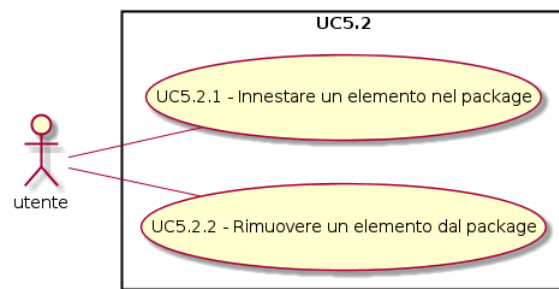 UC5.2
UC5.2.1 - Innestare un elemento nel package
utente
UC5.2.2 - Rimuovere un elemento dal package